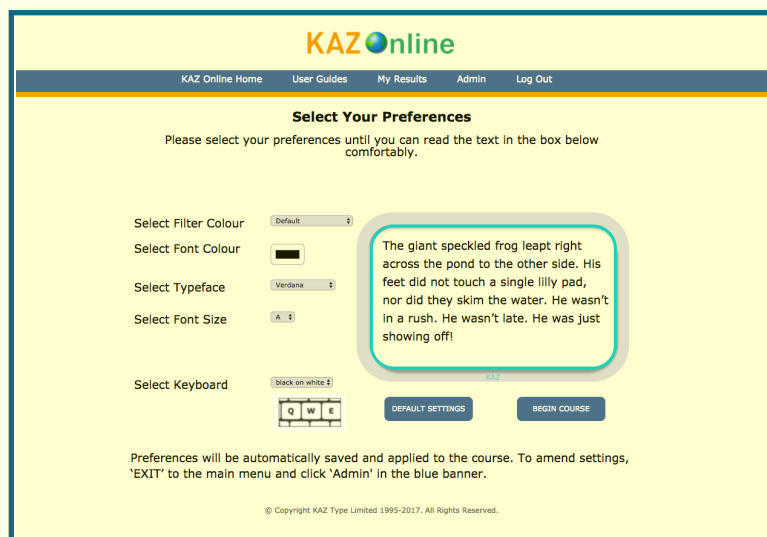 KAZ Online
KAZ Online Home User Guides My Results Admin Log Out
Select Your Preferences
Please select your preferences until you can read the text in the box below
comfortably.
Select Filter Colour Default
Select Font Colour
Select Typeface Verdana
Select Font Size A
The giant speckled frog leapt right
across the pond to the other side. His
feet did not touch a single lilly pad,
nor did they skim the water. He wasn’t
in a rush. He wasn’t late. He was just
showing off!
KAZ
Select Keyboard black on white
Q W E
DEFAULT SETTINGS BEGIN COURSE
Preferences will be automatically saved and applied to the course. To amend settings,
‘EXIT’ to the main menu and click ‘Admin' in the blue banner.
© Copyright KAZ Type Limited 1995-2017. All Rights Reserved.